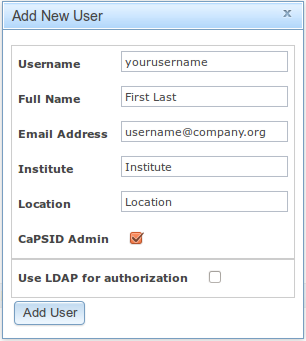 Add New User x
Username yourusername
Full Name First Last
Email Address username@company.org
Institute Institute
Location Location
CaPSID Admin
Use LDAP for authorization
Add User